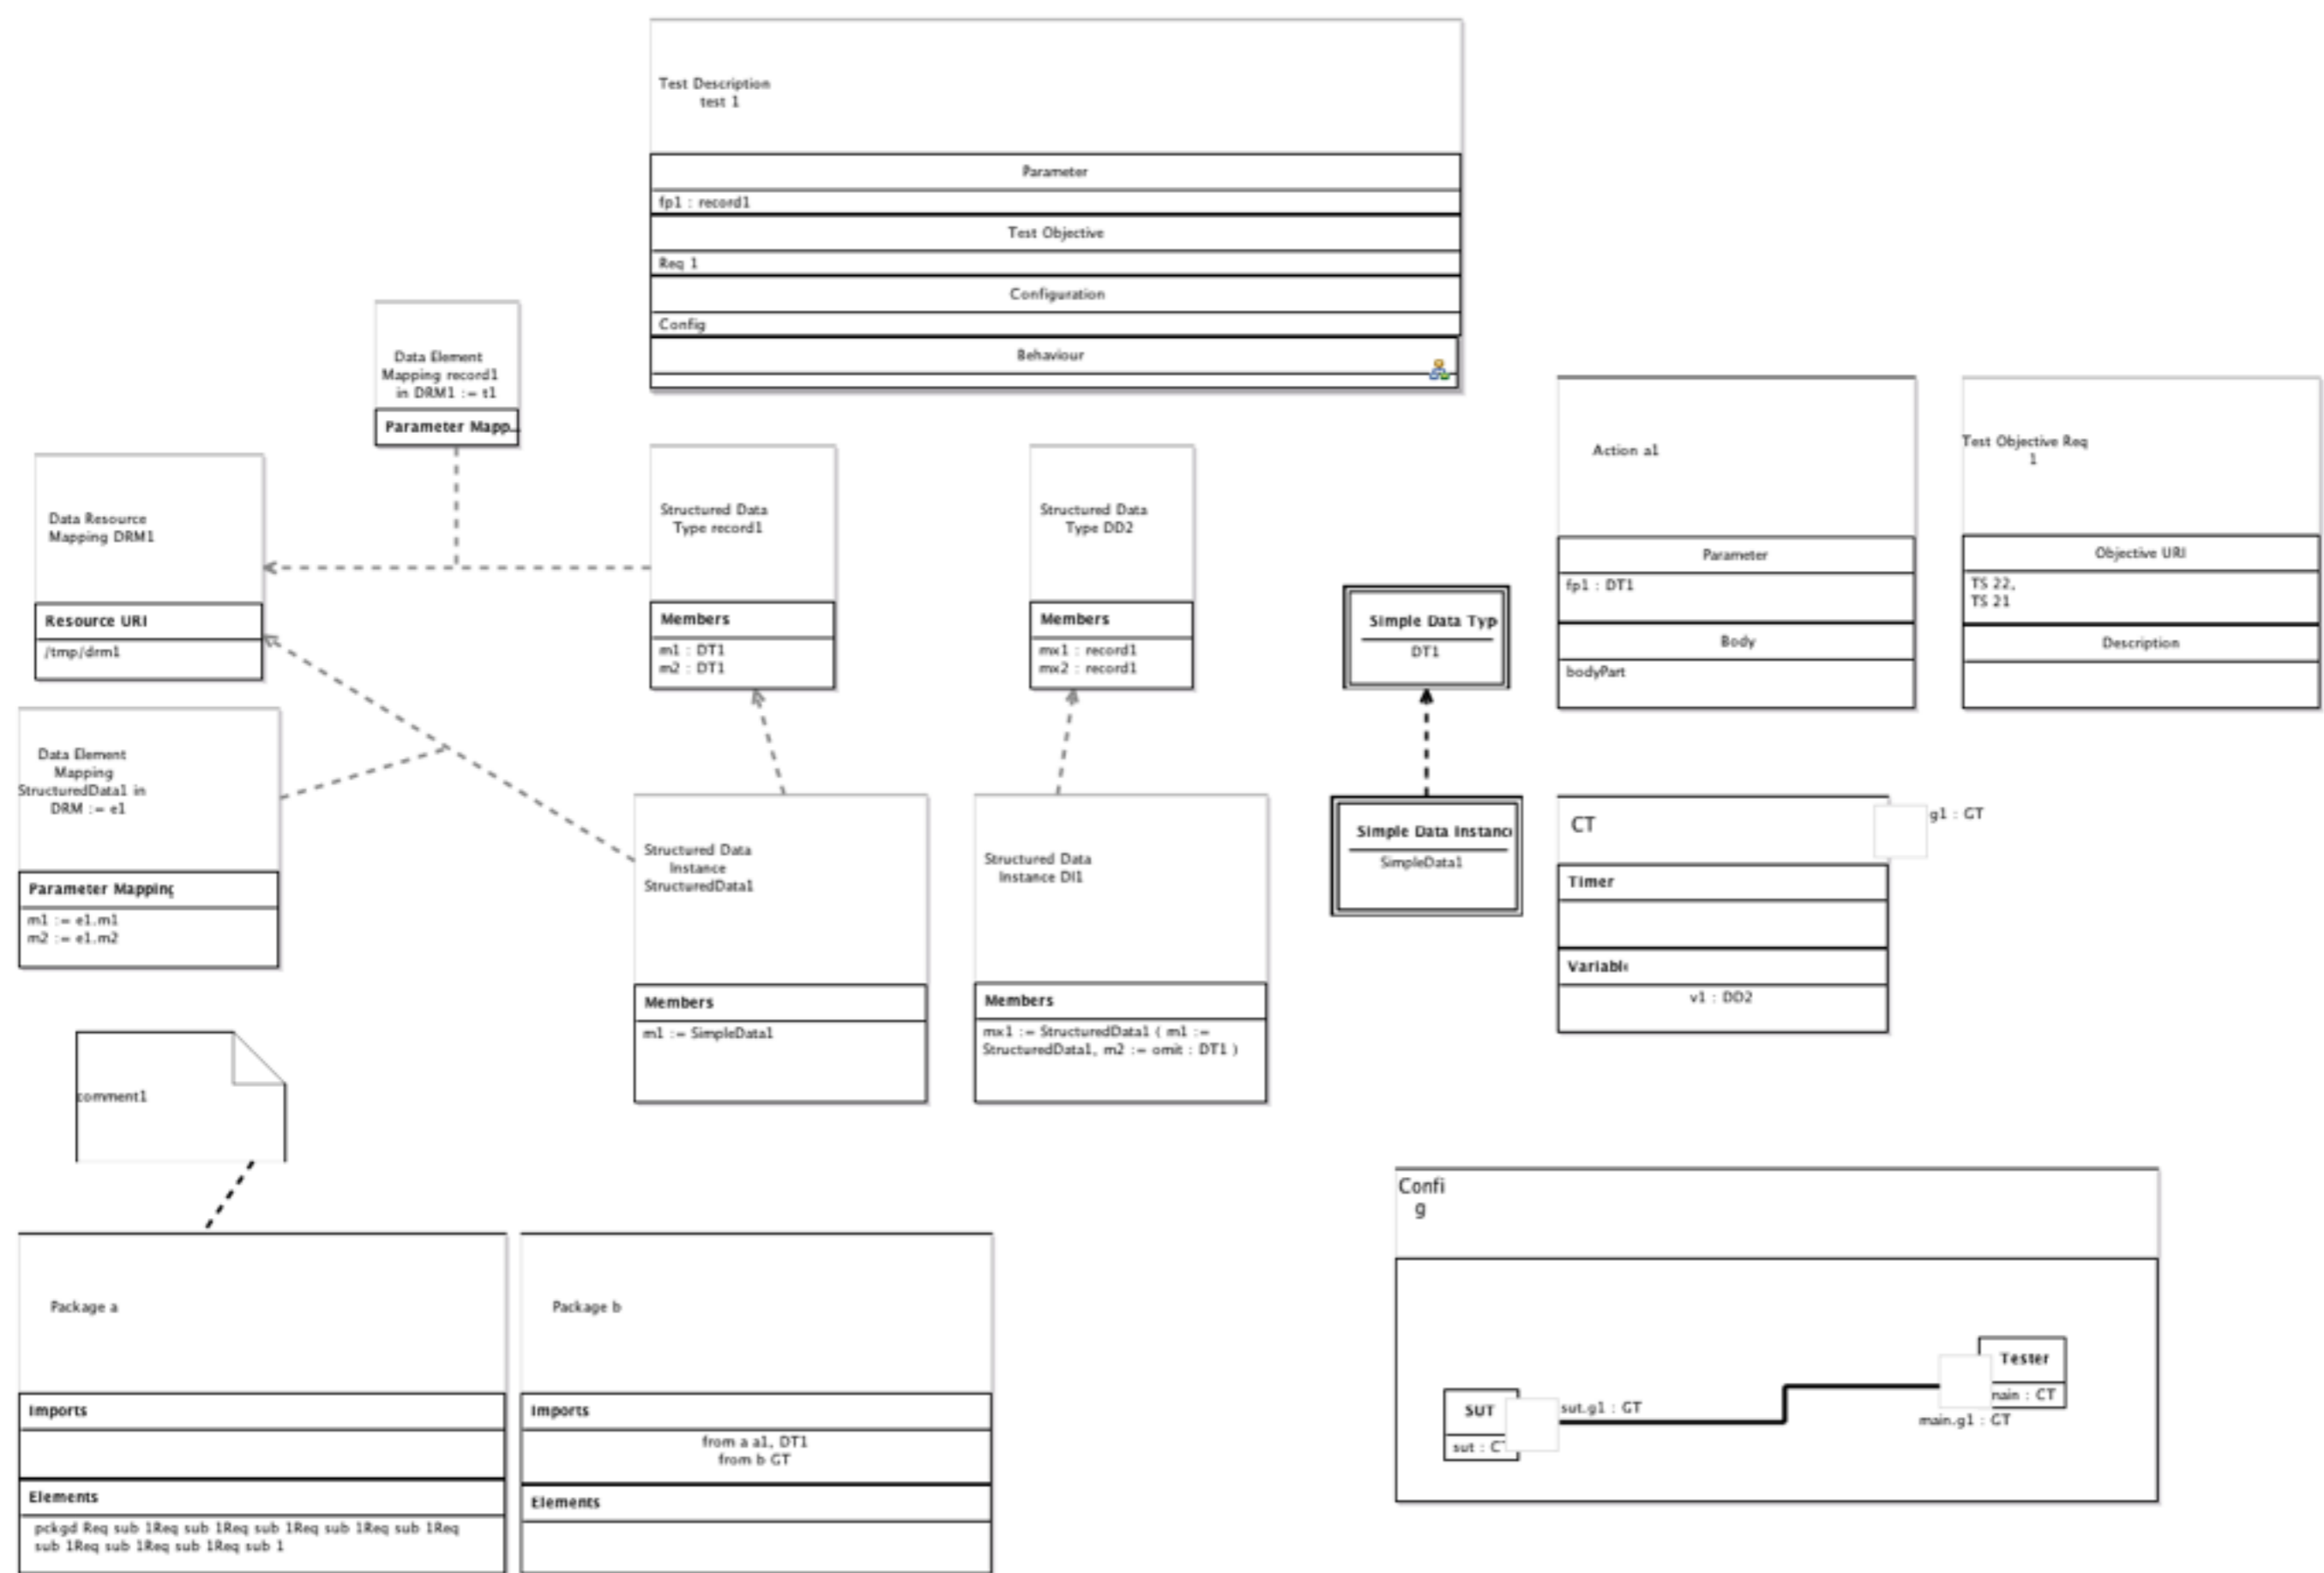 Test Description
test 1
Parameter
fp1 : record1
Test Objective
Req 1
Configuration
Config
Behaviour
Data Element
Mapping record1
in DRM1 := t1
Parameter Mapp...
Data Resource
Mapping DRM1
Resource URI
/tmp/drm1
Structured Data
Type record1
Members
m1 : DT1
m2 : DT1
Structured Data
Type DD2
Members
mx1 : record1
mx2 : record1
Simple Data Typ
DT1
Action a1
Parameter
fp1 : DT1
Body
bodyPart
Test Objective Req
1
Objective URI
TS 22,
TS 21
Description
Data Element
Mapping
StructuredData1 in
DRM := e1
Parameter Mapping
m1 := e1.m1
m2 := e1.m2
Structured Data
Instance
StructuredData1
Members
m1 := SimpleData1
Structured Data
Instance DI1
Members
mx1 := StructuredData1 ( m1 :=
StructuredData1, m2 := omit : DT1 )
Simple Data Instance
SimpleData1
CT
g1 : GT
Timer
Variable
v1 : DD2
comment1
Package a
Imports
Elements
pckgd Req sub 1Req sub 1Req sub 1Req sub 1Req sub 1Req
sub 1Req sub 1Req sub 1Req sub 1
Package b
Imports
from a a1, DT1
from b GT
Elements
Confi
g
SUT
sut : CT
sut.g1 : GT
Tester
main : CT
main.g1 : GT